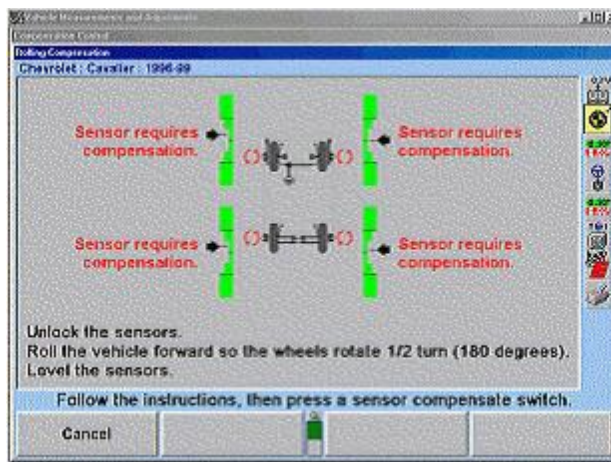 Vehicle Measurements and Adjustments
Compensation Control
Rolling Compensation
Chevrolet : Cavalier : 1996-99
Sensor requires
compensation.
Sensor requires
compensation.
Sensor requires
compensation.
Sensor requires
compensation.
Unlock the sensors.
Roll the vehicle forward so the wheels rotate 1/2 turn (180 degrees).
Level the sensors.
Follow the instructions, then press a sensor compensate switch.
Cancel